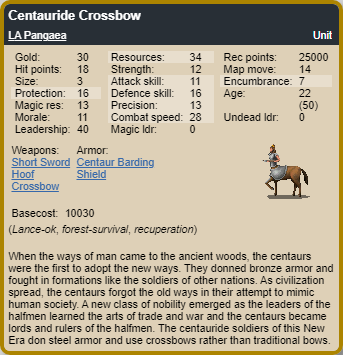 Centauride Crossbow
LA Pangaea Unit
Gold: 30 Resources: 34 Rec points: 25000
Hit points: 18 Strength: 12 Map move: 14
Size: 3 Attack skill: 11 Encumbrance: 7
Protection: 16 Defence skill: 16 Age: 22
Magic res: 13 Precision: 13 (50)
Morale: 11 Combat speed: 28 Undead ldr: 0
Leadership: 40 Magic ldr: 0
Weapons: Armor:
Short Sword Centaur Barding
Hoof Shield
Crossbow
Basecost: 10030
(Lance-ok, forest-survival, recuperation)
When the ways of man came to the ancient woods, the centaurs
were the first to adopt the new ways. They donned bronze armor and
fought in formations like the soldiers of other nations. As civilization
spread, the centaurs forgot the old ways in their attempt to mimic
human society. A new class of nobility emerged as the leaders of the
halfmen learned the arts of trade and war and the centaurs became
lords and rulers of the halfmen. The centauride soldiers of this New
Era don steel armor and use crossbows rather than traditional bows.